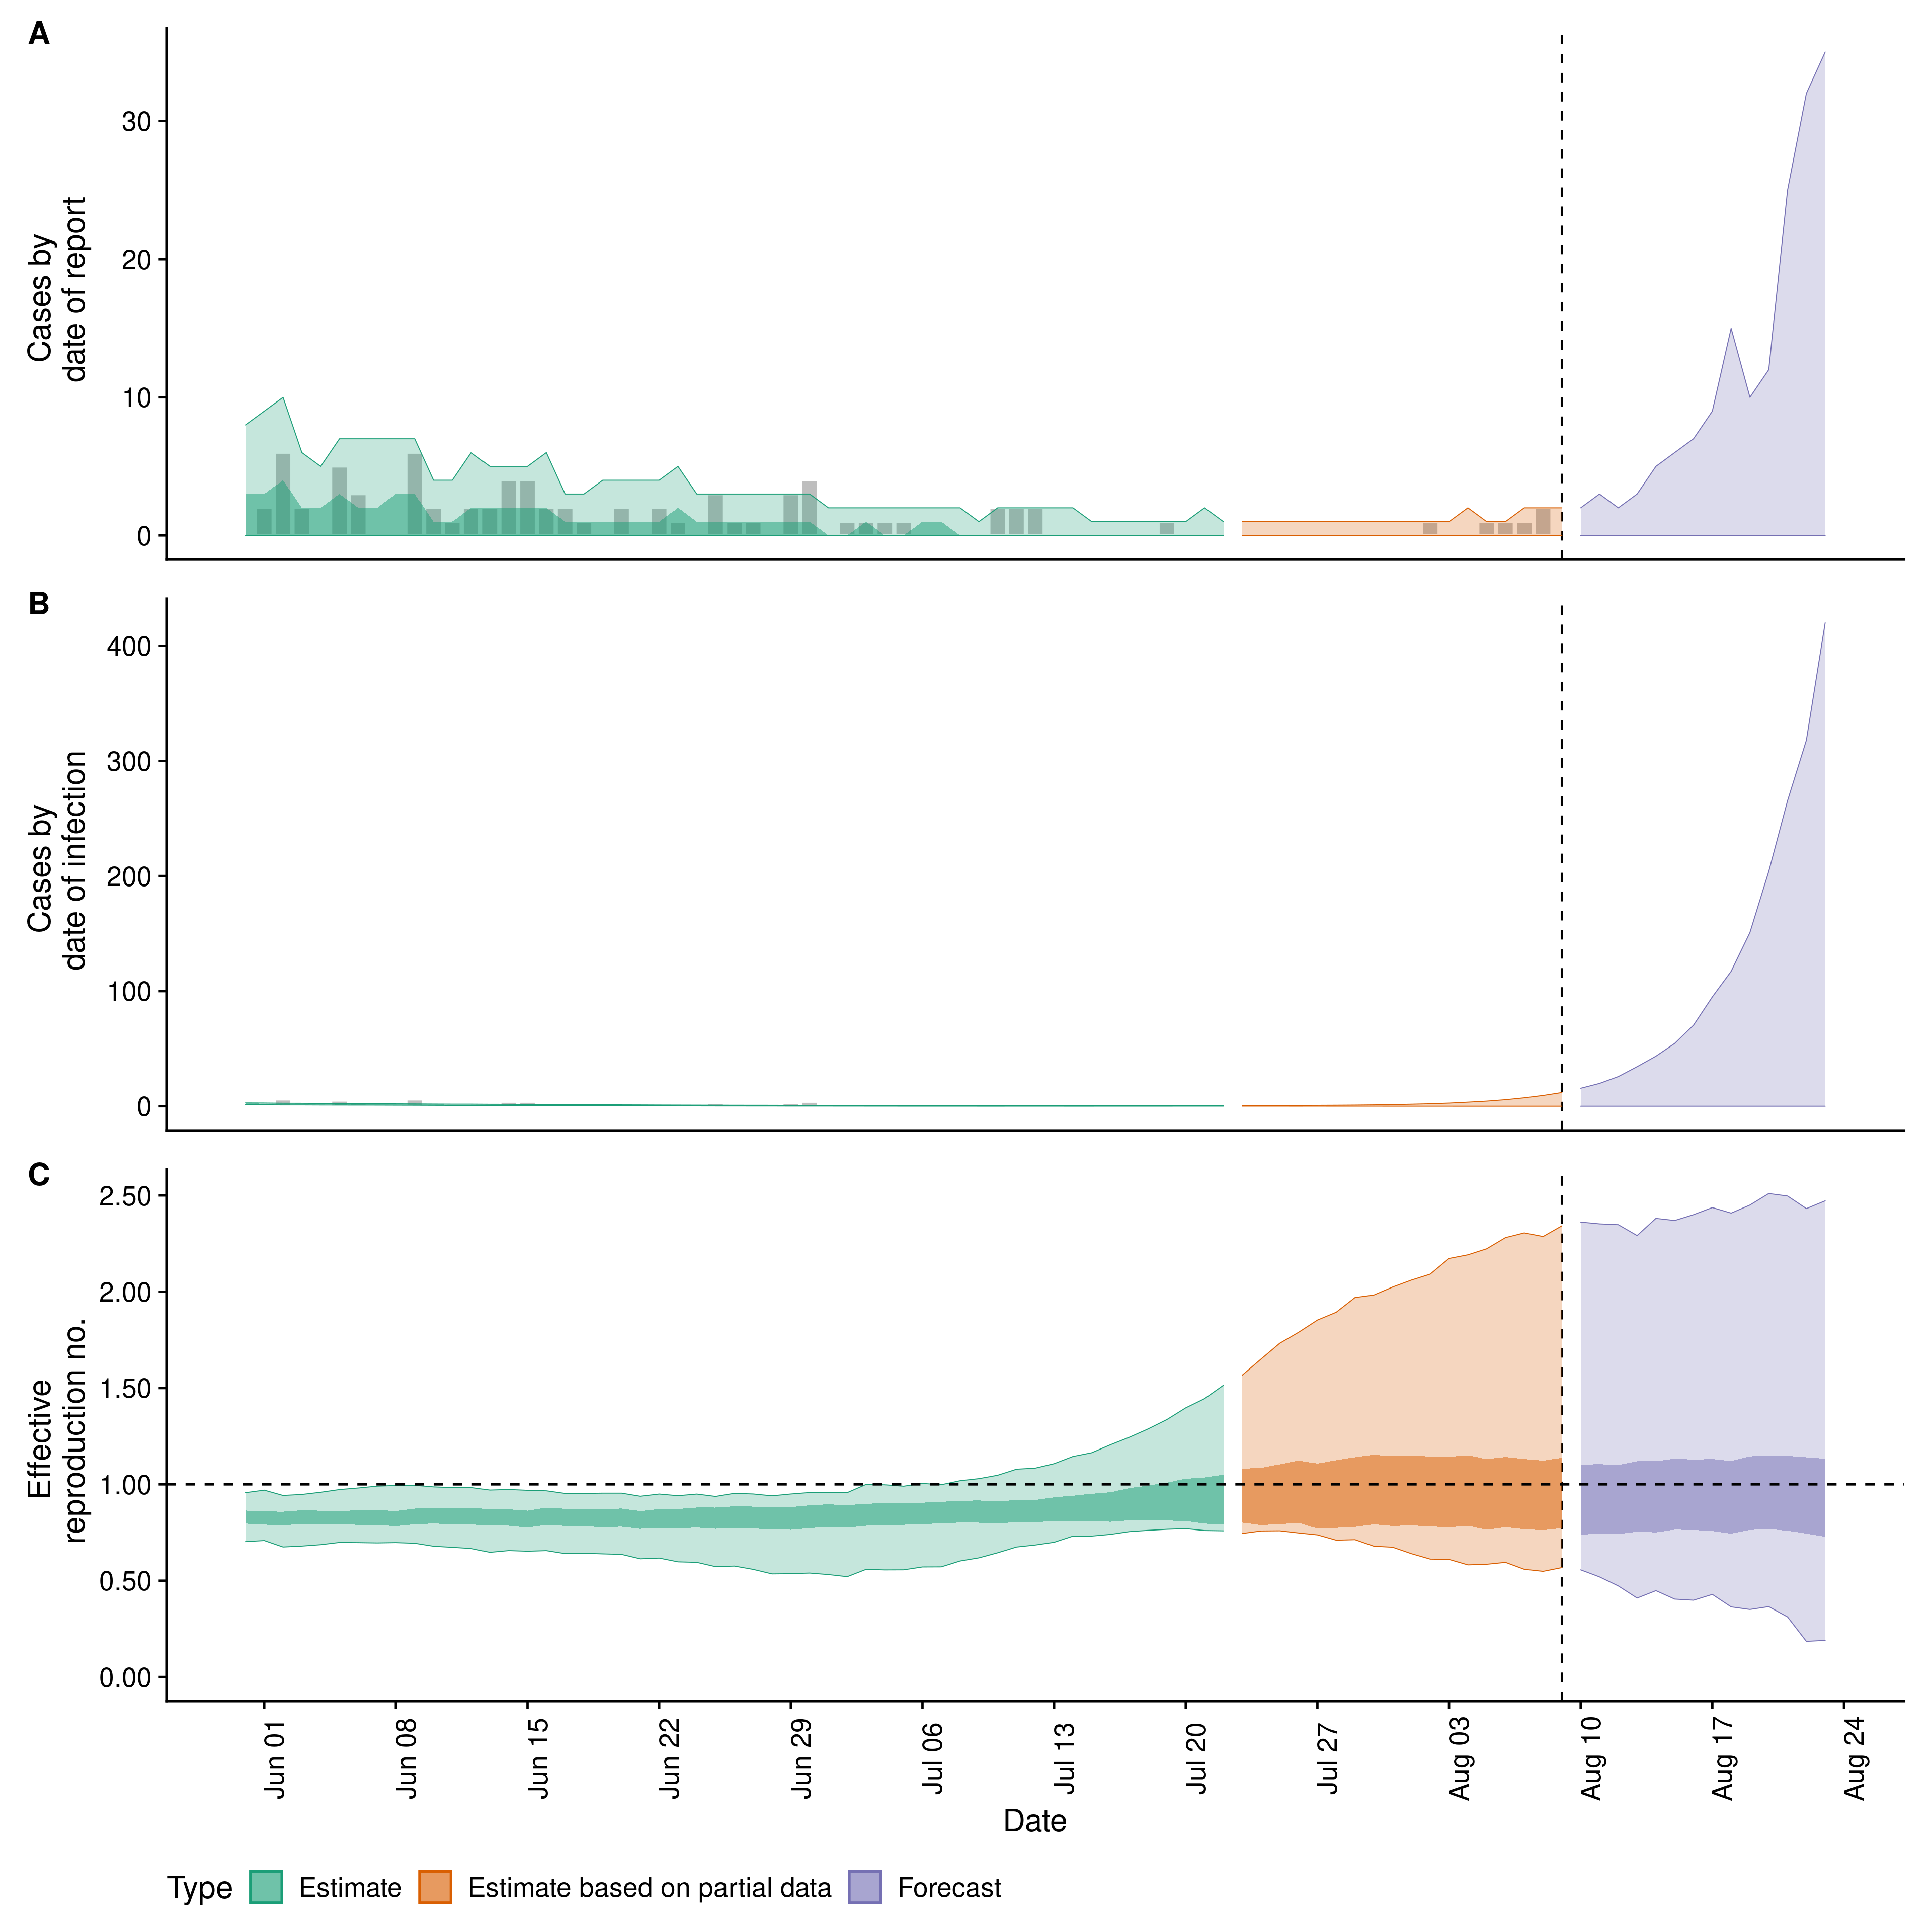 A
Cases by
date of report
30
20
10
0
B
Cases by
date of infection
400
300
200
100
0
C
Effective
reproduction no.
2.50
2.00
1.50
1.00
0.50
0.00
Jun 01
Jun 08
Jun 15
Jun 22
Jun 29
Jul 06
Jul 13
Jul 20
Jul 27
Aug 03
Aug 10
Aug 17
Aug 24
Date
Type Estimate Estimate based on partial data Forecast